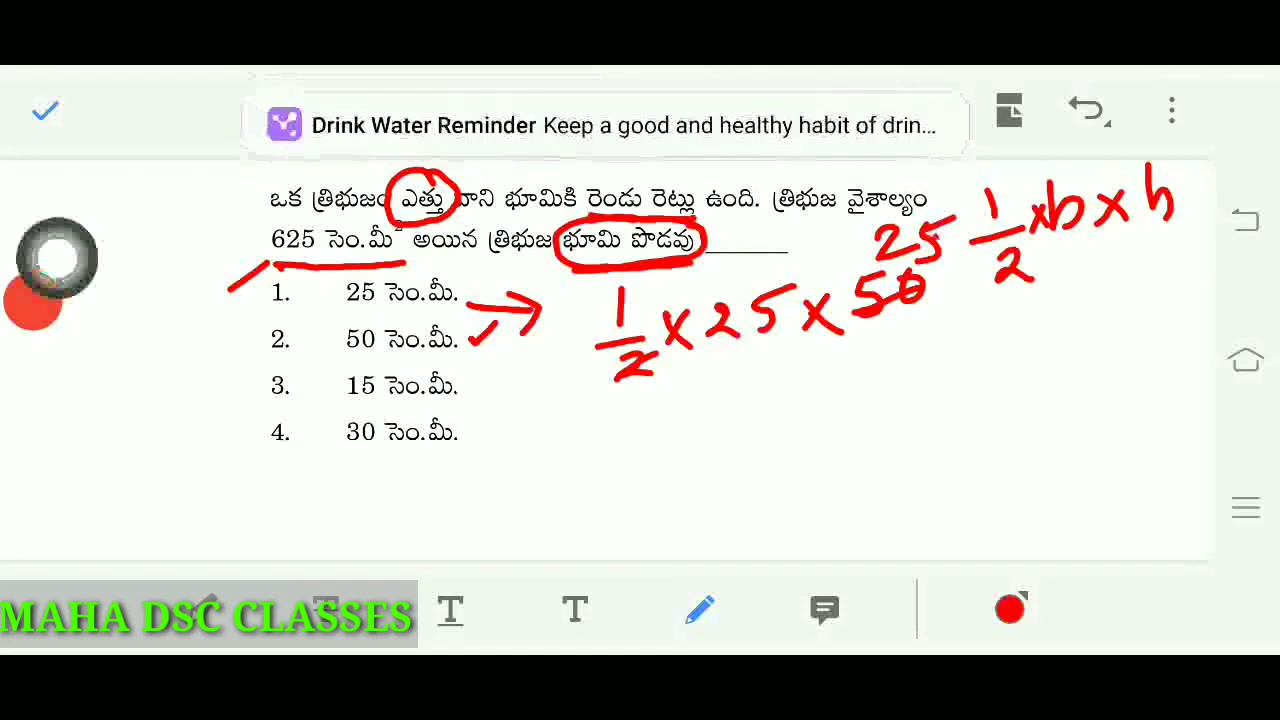 Drink Water Reminder Keep a good and healthy habit of drin...
ఒక త్రిభుజం ఎత్తు దాని భూమికి రెండు రెట్లు ఉంది. త్రిభుజ వైశాల్యం
625 సెం.మీ² అయిన త్రిభుజ భూమి పొడవు ______
1. 25 సెం.మీ.
2. 50 సెం.మీ.
3. 15 సెం.మీ.
4. 30 సెం.మీ.
1/2 × b × h
25
1/2 × 25 × 50
MAHA DSC CLASSES
T
T